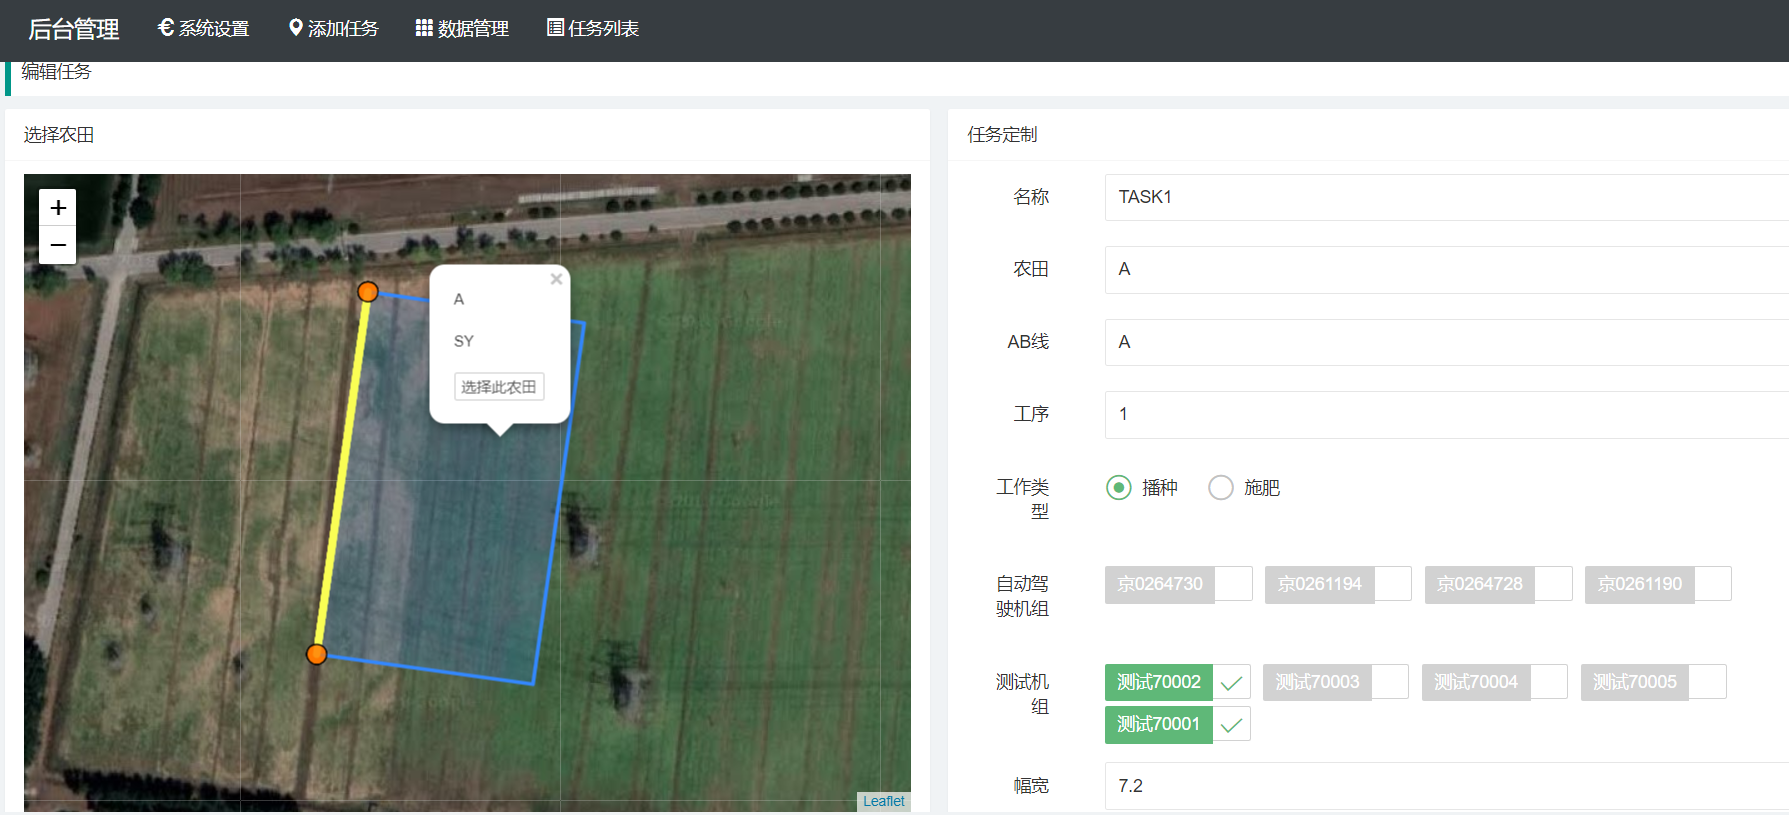 后台管理 系统设置 添加任务 数据管理 任务列表
编辑任务
选择农田
+
−
×
A
SY
选择此农田
Leaflet
任务定制
名称 TASK1
农田 A
AB线 A
工序 1
工作类型 播种 施肥
自动驾驶机组 京0264730 京0261194 京0264728 京0261190
测试机组 测试70002 测试70003 测试70004 测试70005
测试70001
幅宽 7.2